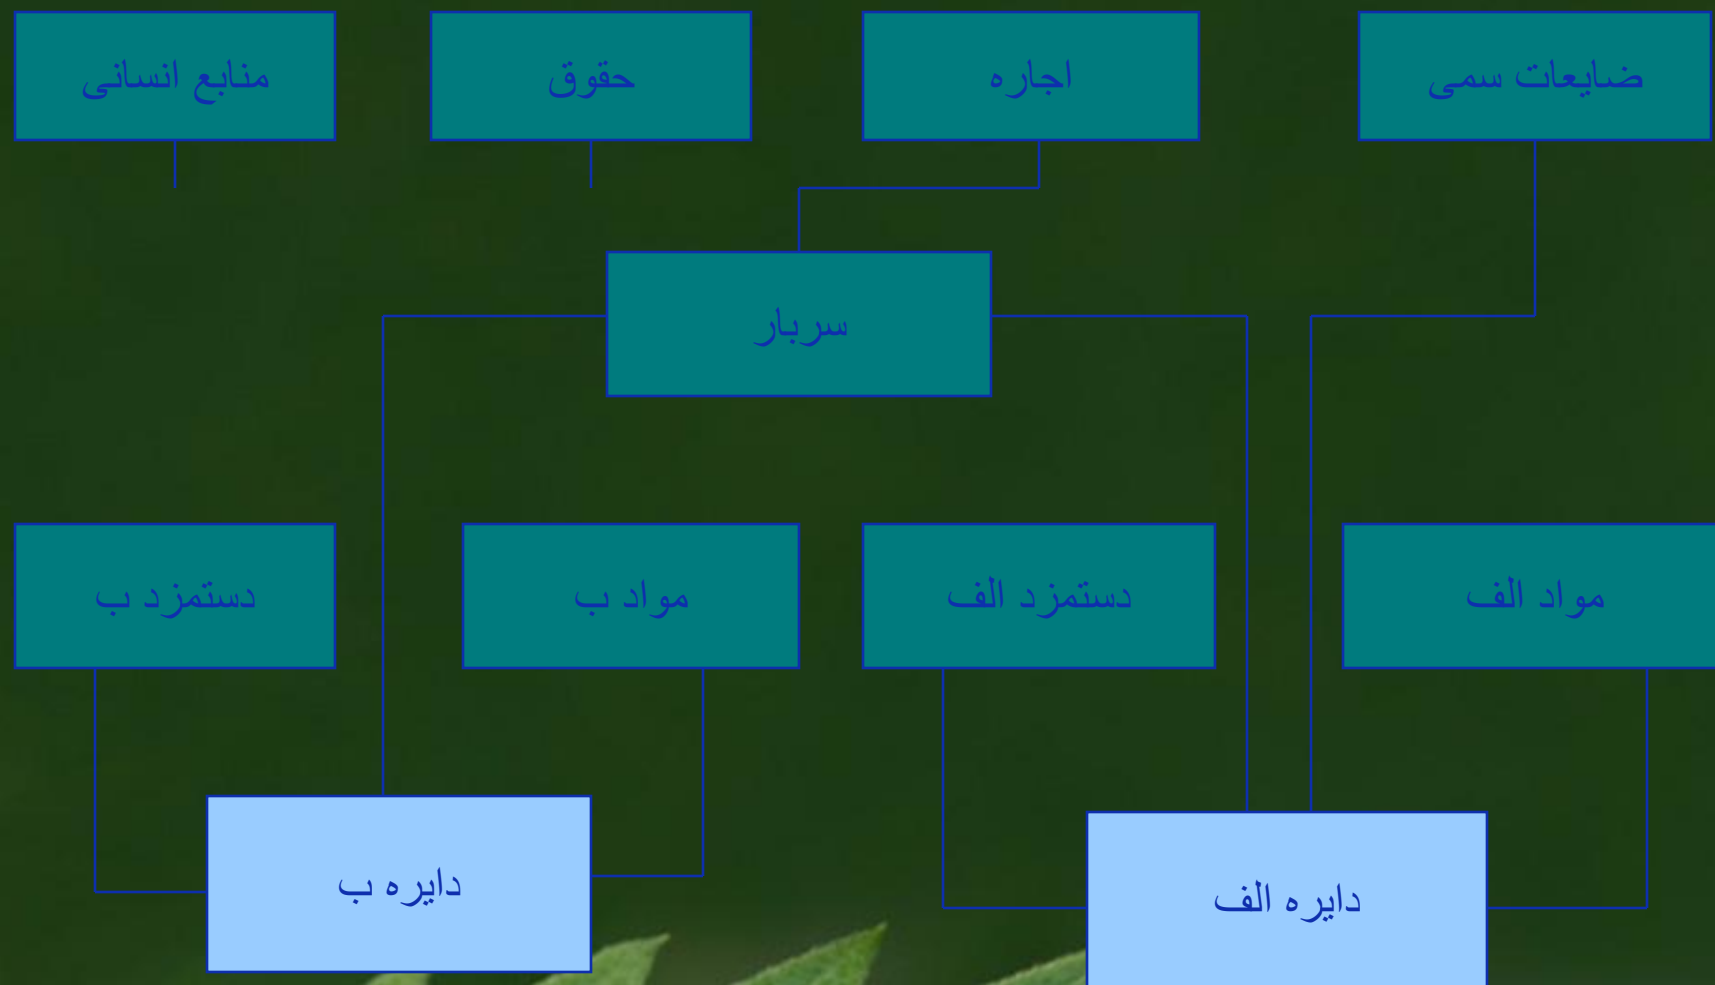 ضایعات سمی
اجاره
حقوق
منابع انسانی
سربار
مواد الف
دستمزد الف
مواد ب
دستمزد ب
دایره الف
دایره ب